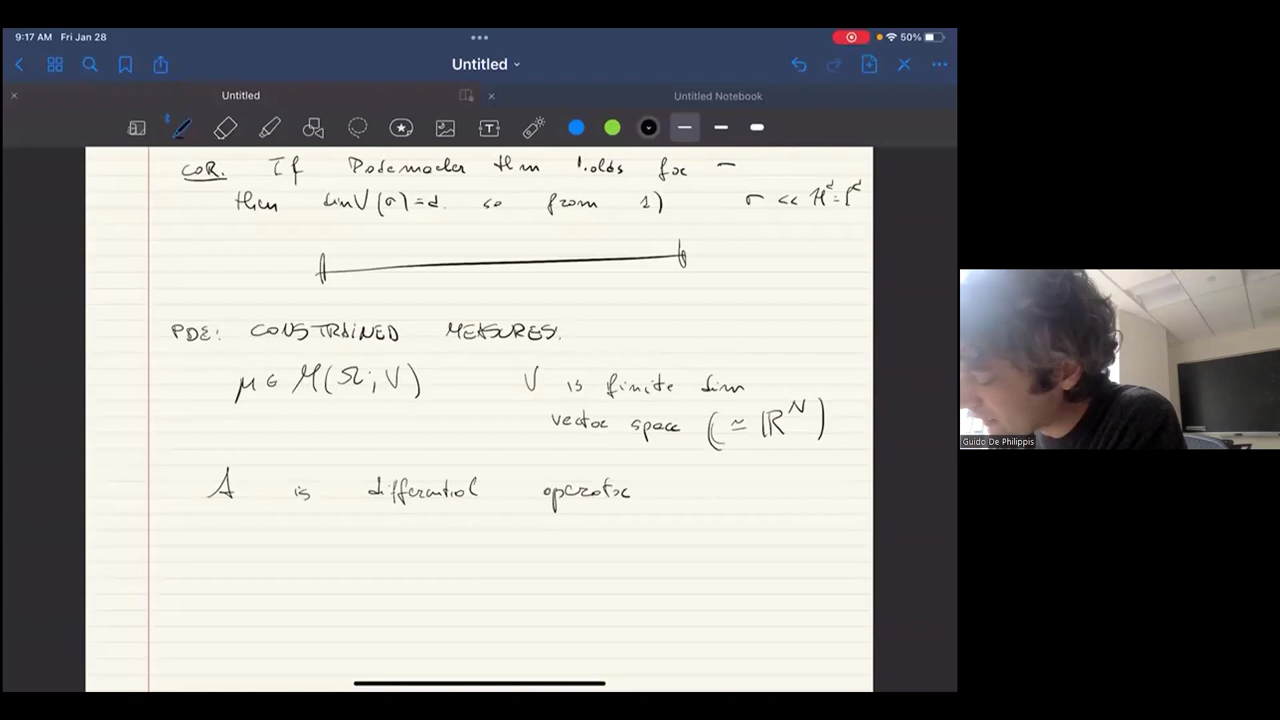 9:17 AM Fri Jan 28
50%
Untitled
Untitled
Untitled Notebook
COR. If Rademacher thm holds for σ
then dim V(σ)=d. so from 1) σ << H^d = L^d
PDE: CONSTRAINED MEASURES.
μ ∈ M(Ω; V) V is finite dim
vector space (≃ ℝ^N)
A is differential operator
Guido De Philippis